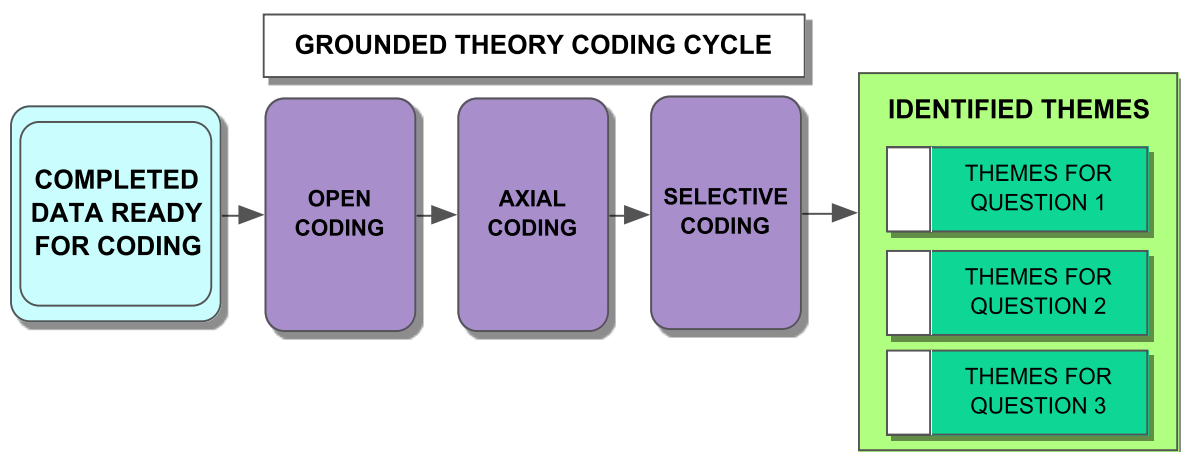 GROUNDED THEORY CODING CYCLE
COMPLETED
DATA READY
FOR CODING
OPEN
CODING
AXIAL
CODING
SELECTIVE
CODING
IDENTIFIED THEMES
THEMES FOR
QUESTION 1
THEMES FOR
QUESTION 2
THEMES FOR
QUESTION 3